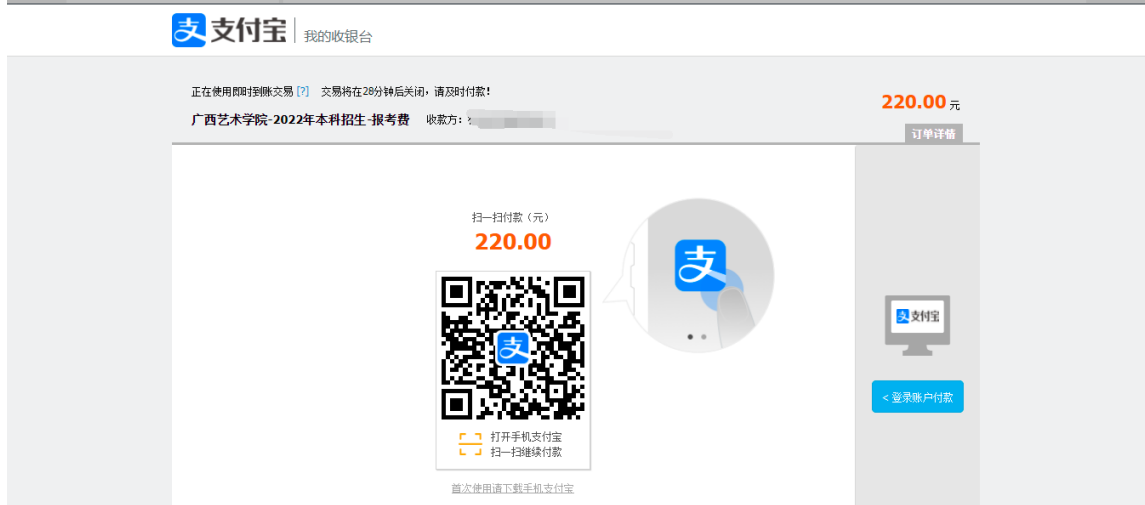 支付宝 我的收银台
正在使用即时到账交易 [?] 交易将在28分钟后关闭，请及时付款！
220.00 元
广西艺术学院-2022年本科招生-报考费 收款方：
订单详情
扫一扫付款（元）
220.00
支付宝
打开手机支付宝
扫一扫继续付款
< 登录账户付款
首次使用请下载手机支付宝